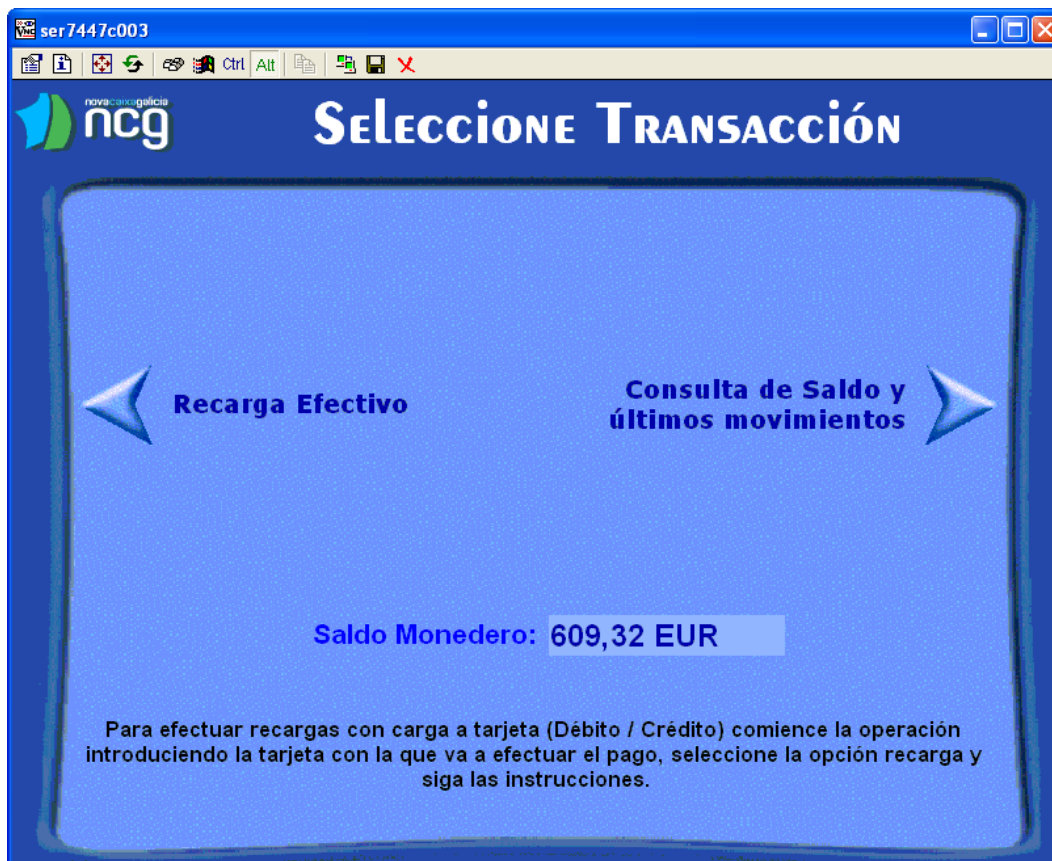 ser7447c003
Ctrl Alt
novacaixagalicia
ncg
Seleccione Transacción
Recarga Efectivo
Consulta de Saldo y
últimos movimientos
Saldo Monedero: 609,32 EUR
Para efectuar recargas con carga a tarjeta (Débito / Crédito) comience la operación
introduciendo la tarjeta con la que va a efectuar el pago, seleccione la opción recarga y
siga las instrucciones.